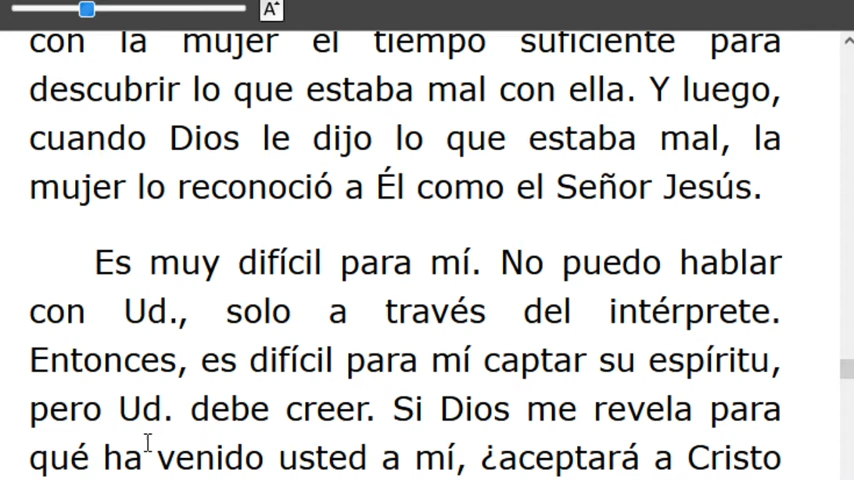 A
con la mujer el tiempo suficiente para
descubrir lo que estaba mal con ella. Y luego,
cuando Dios le dijo lo que estaba mal, la
mujer lo reconoció a Él como el Señor Jesús.
Es muy difícil para mí. No puedo hablar
con Ud., solo a través del intérprete.
Entonces, es difícil para mí captar su espíritu,
pero Ud. debe creer. Si Dios me revela para
qué ha venido usted a mí, ¿aceptará a Cristo